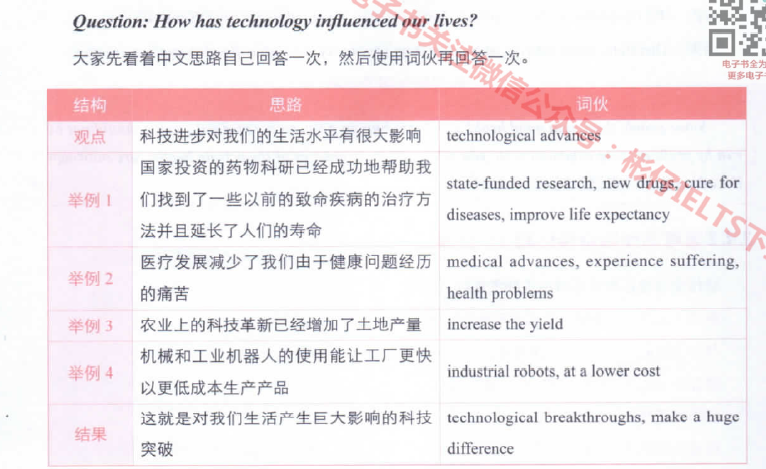 Question: How has technology influenced our lives?
大家先看着中文思路自己回答一次，然后使用词伙再回答一次。
电子书全为
更多电子
电子书关注微信公众号：彬仔IELTS下
结构 思路 词伙
观点 科技进步对我们的生活水平有很大影响 technological advances
举例 1 国家投资的药物科研已经成功地帮助我
们找到了一些以前的致命疾病的治疗方
法并且延长了人们的寿命
state-funded research, new drugs, cure for
diseases, improve life expectancy
举例 2 医疗发展减少了我们由于健康问题经历
的痛苦
medical advances, experience suffering,
health problems
举例 3 农业上的科技革新已经增加了土地产量 increase the yield
举例 4 机械和工业机器人的使用能让工厂更快
以更低成本生产产品
industrial robots, at a lower cost
结果 这就是对我们生活产生巨大影响的科技
突破
technological breakthroughs, make a huge
difference